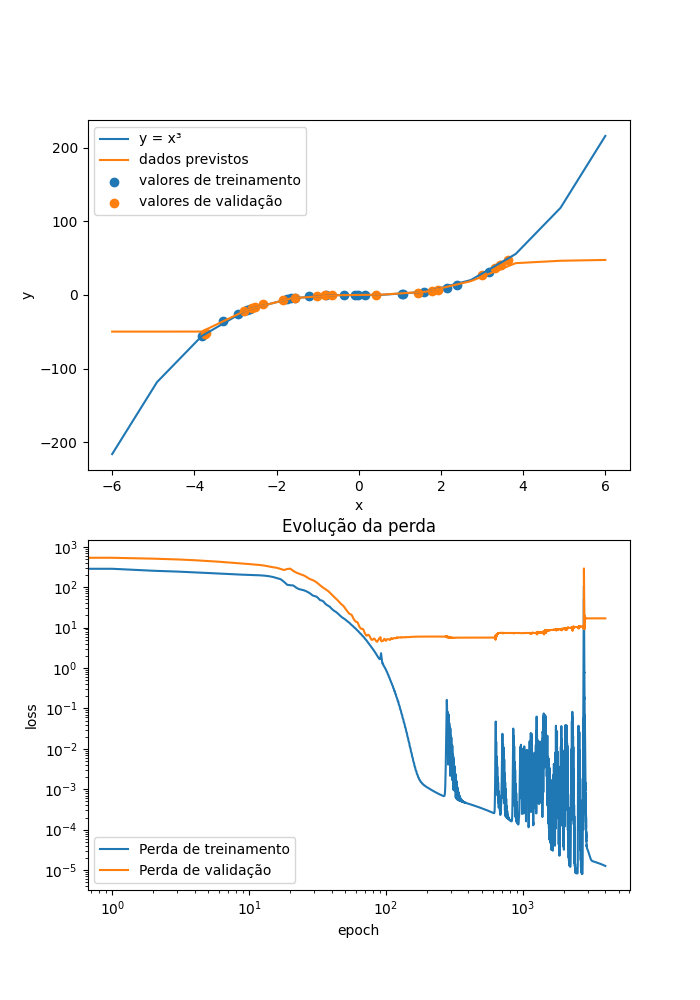 y = x³
dados previstos
valores de treinamento
valores de validação
200
100
0
−100
−200
y
−6 −4 −2 0 2 4 6
x
Evolução da perda
10³
10²
10¹
10⁰
10⁻¹
10⁻²
10⁻³
10⁻⁴
10⁻⁵
loss
Perda de treinamento
Perda de validação
10⁰ 10¹ 10² 10³
epoch